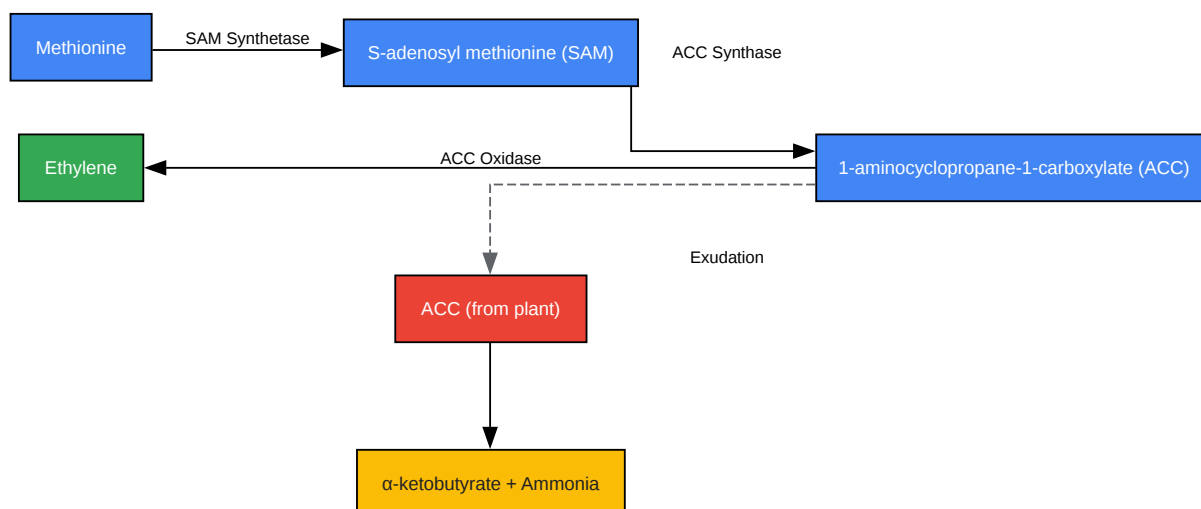 Methionine
SAM Synthetase
S-adenosyl methionine (SAM)
ACC Synthase
Ethylene
ACC Oxidase
1-aminocyclopropane-1-carboxylate (ACC)
Exudation
ACC (from plant)
α-ketobutyrate + Ammonia